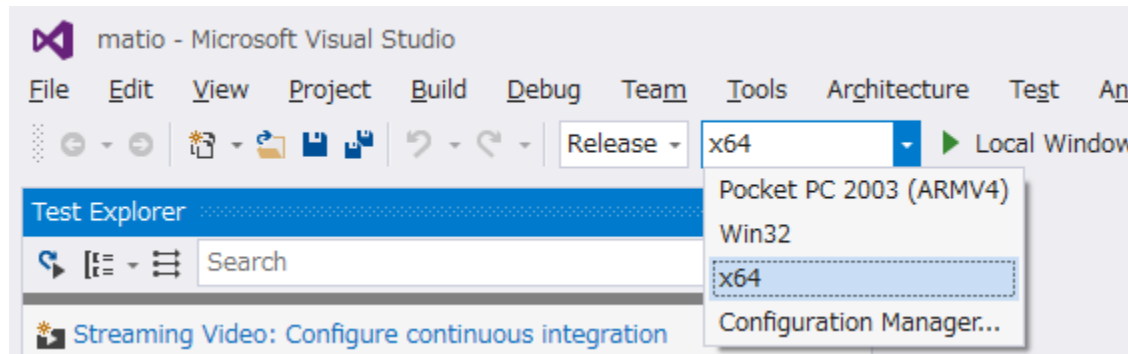 matio - Microsoft Visual Studio
File Edit View Project Build Debug Team Tools Architecture Test An
Release x64 Local Window
Pocket PC 2003 (ARMV4)
Test Explorer
Win32
Search
x64
Configuration Manager...
Streaming Video: Configure continuous integration